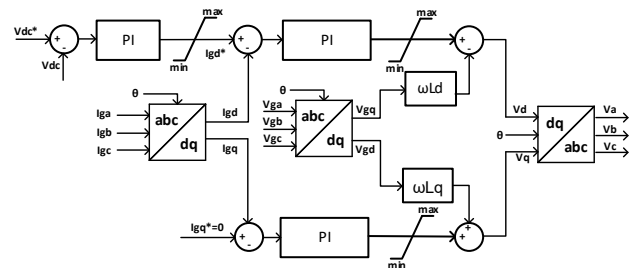 Vdc*
+
-
Vdc
PI
max
min
Igd*
+
-
PI
max
min
+
-
θ
Iga
Igb
Igc
abc
dq
Igd
Igq
θ
Vga
Vgb
Vgc
abc
dq
Vgq
Vgd
ωLd
ωLq
Vd
θ
Vq
dq
abc
Va
Vb
Vc
Igq*=0
+
-
PI
max
min
+
+